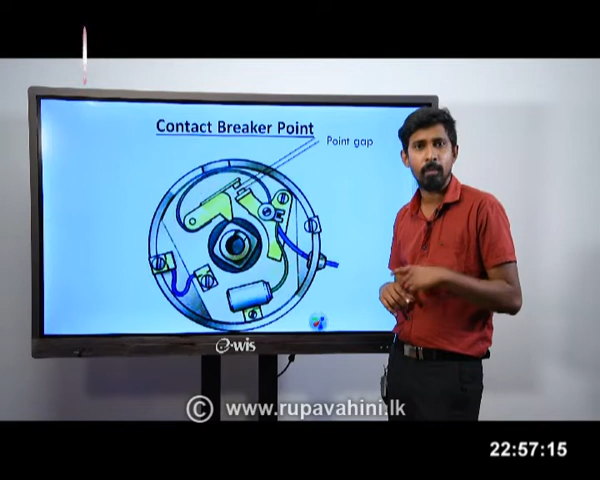 Contact Breaker Point
Point gap
e-wis
© www.rupavahini.lk
22:57:15